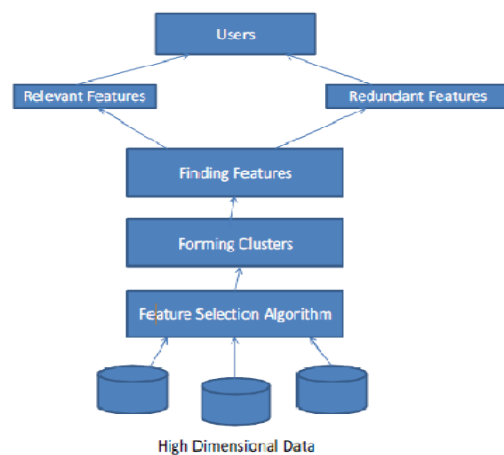 Users
Relevant Features
Redundant Features
Finding Features
Forming Clusters
Feature Selection Algorithm
High Dimensional Data